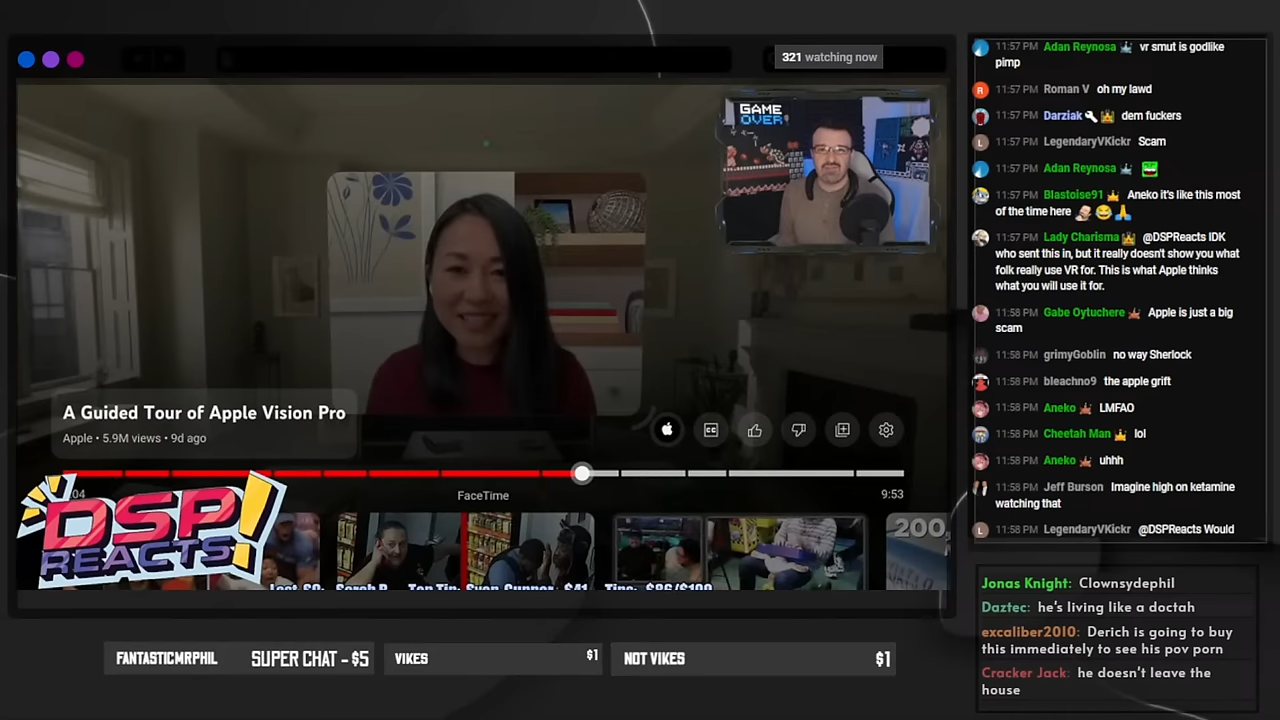 321 watching now
GAME
OVER
A Guided Tour of Apple Vision Pro
Apple • 5.9M views • 9d ago
CC
:04
FaceTime
9:53
DSP
REACTS!
200
Tip: $86/$100
FANTASTICMRPHIL SUPER CHAT - $5
VIKES $1
NOT VIKES $1
11:57 PM Adan Reynosa vr smut is godlike
pimp
11:57 PM Roman V oh my lawd
11:57 PM Darziak dem fuckers
11:57 PM LegendaryVKickr Scam
11:57 PM Adan Reynosa
11:57 PM Blastoise91 Aneko it's like this most
of the time here
11:57 PM Lady Charisma @DSPReacts IDK
who sent this in, but it really doesn't show you what
folk really use VR for. This is what Apple thinks
what you will use it for.
11:58 PM Gabe Oytuchere Apple is just a big
scam
11:58 PM grimyGoblin no way Sherlock
11:58 PM bleachno9 the apple grift
11:58 PM Aneko LMFAO
11:58 PM Cheetah Man lol
11:58 PM Aneko uhhh
11:58 PM Jeff Burson Imagine high on ketamine
watching that
11:58 PM LegendaryVKickr @DSPReacts Would
Jonas Knight: Clownsydephil
Daztec: he's living like a doctah
excaliber2010: Derich is going to buy
this immediately to see his pov porn
Cracker Jack: he doesn't leave the
house